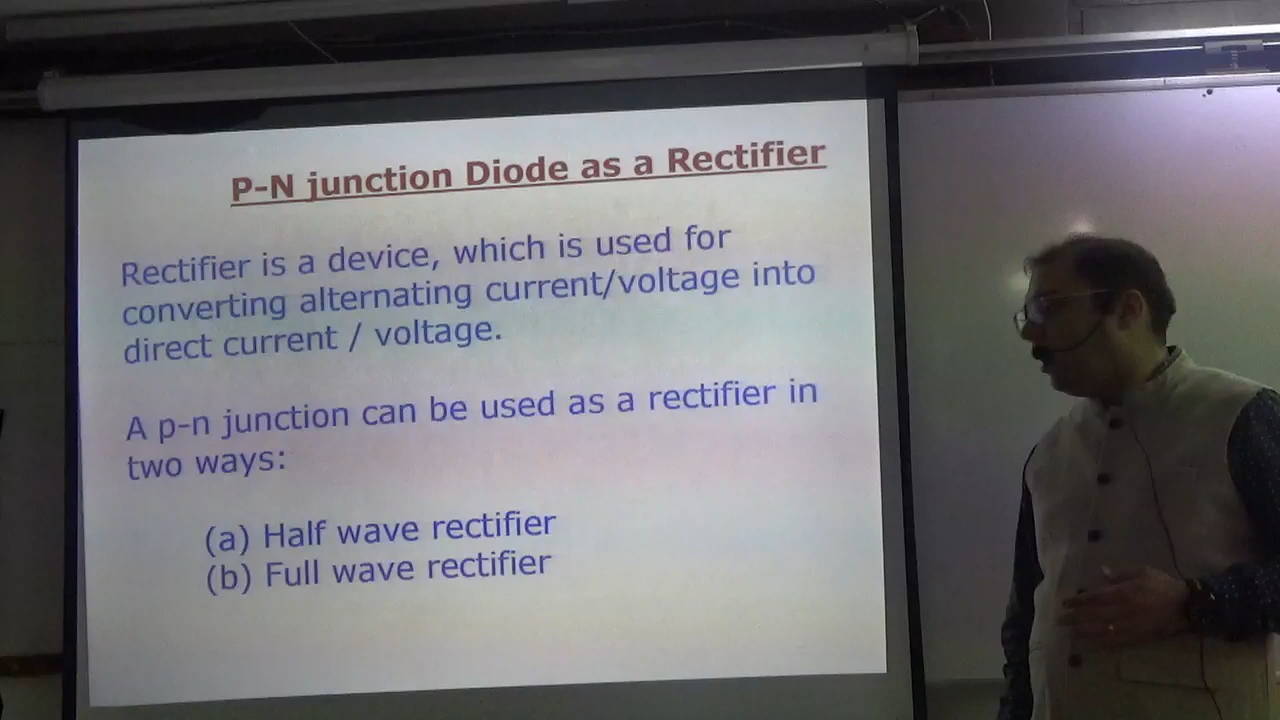 P-N junction Diode as a Rectifier
Rectifier is a device, which is used for
converting alternating current/voltage into
direct current / voltage.
A p-n junction can be used as a rectifier in
two ways:
(a) Half wave rectifier
(b) Full wave rectifier